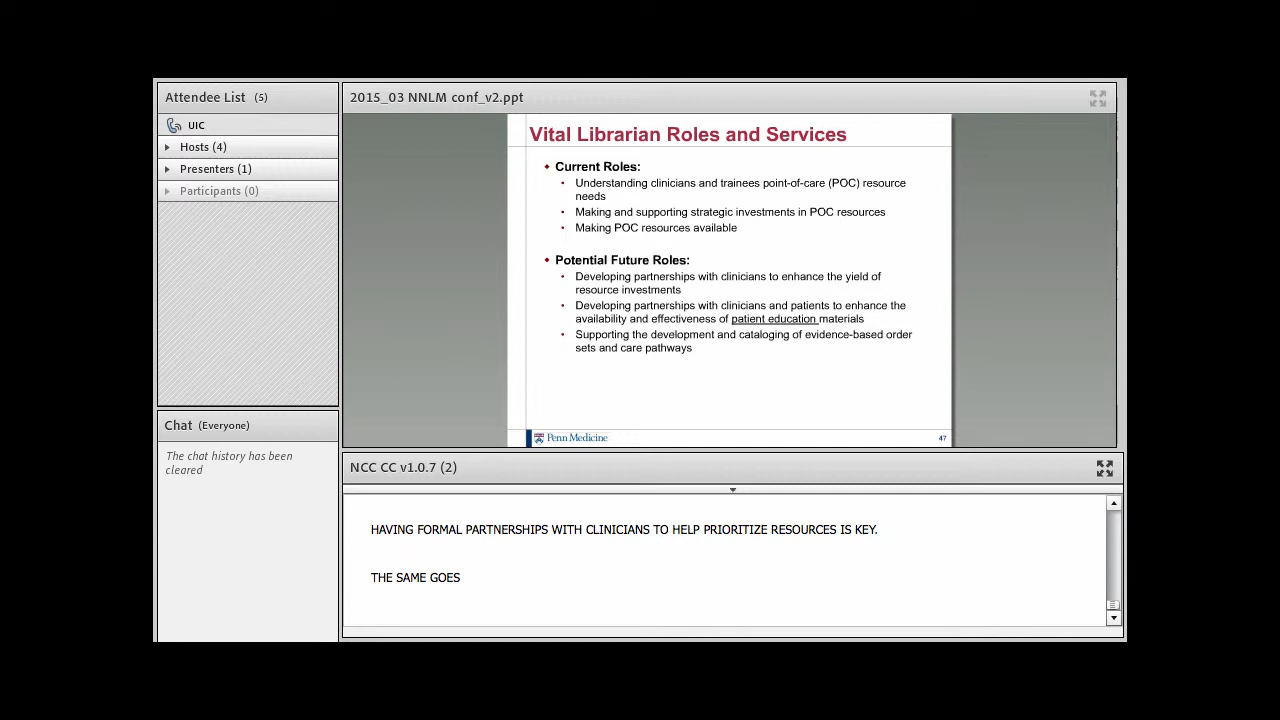 Attendee List (5)
UIC
Hosts (4)
Presenters (1)
Participants (0)
Chat (Everyone)
The chat history has been
cleared
2015_03 NNLM conf_v2.ppt
Vital Librarian Roles and Services
Current Roles:
Understanding clinicians and trainees point-of-care (POC) resource
needs
Making and supporting strategic investments in POC resources
Making POC resources available
Potential Future Roles:
Developing partnerships with clinicians to enhance the yield of
resource investments
Developing partnerships with clinicians and patients to enhance the
availability and effectiveness of patient education materials
Supporting the development and cataloging of evidence-based order
sets and care pathways
Penn Medicine
47
NCC CC v1.0.7 (2)
HAVING FORMAL PARTNERSHIPS WITH CLINICIANS TO HELP PRIORITIZE RESOURCES IS KEY.
THE SAME GOES